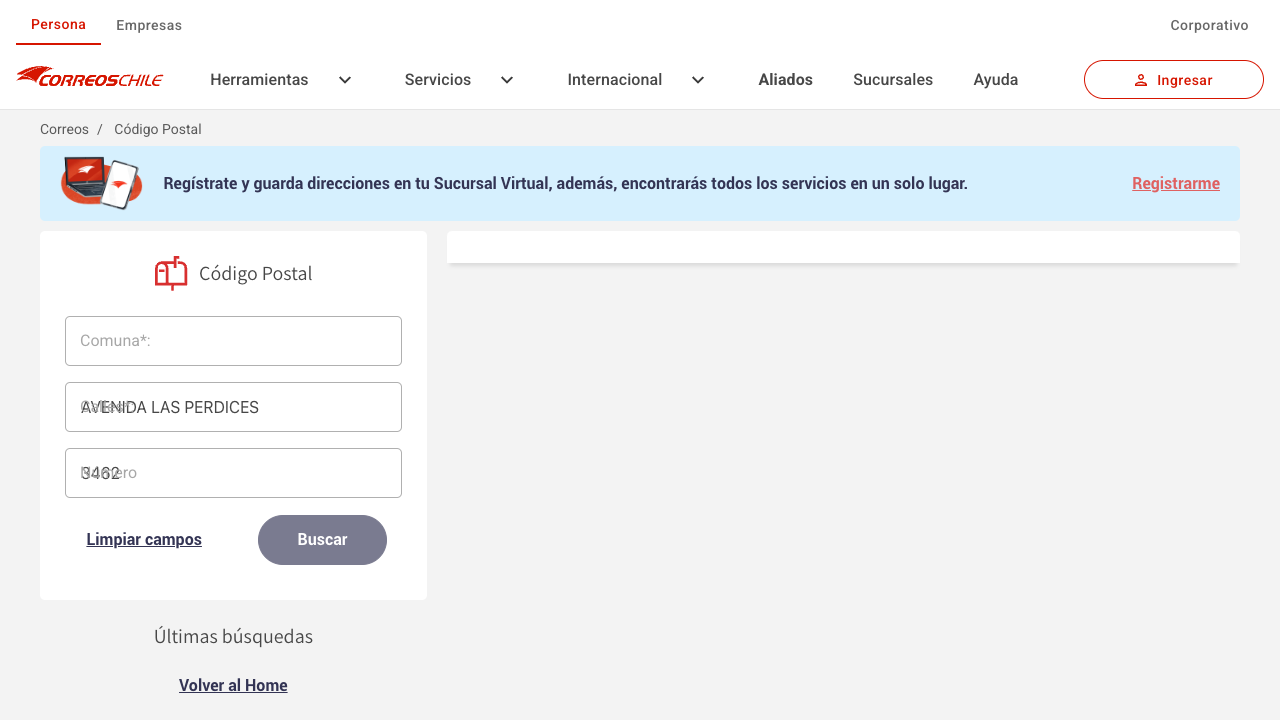 Persona Empresas Corporativo
CORREOSCHILE Herramientas Servicios Internacional Aliados Sucursales Ayuda Ingresar
Correos / Código Postal
Regístrate y guarda direcciones en tu Sucursal Virtual, además, encontrarás todos los servicios en un solo lugar. Registrarme
Código Postal
Comuna*:
AVENIDA LAS PERDICES
Número
Limpiar campos Buscar
Últimas búsquedas
Volver al Home